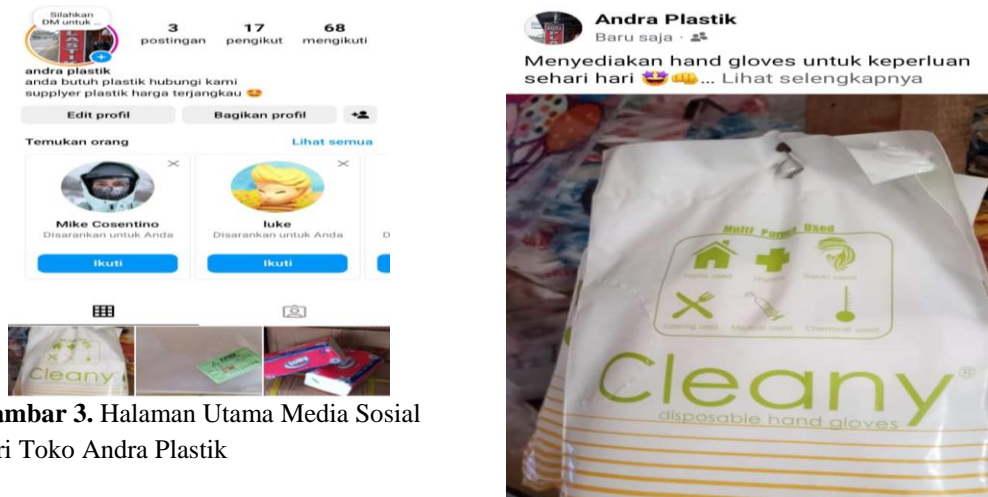 Silahkan
DM untuk ...
3 17 68
postingan pengikut mengikuti
andra plastik
anda butuh plastik hubungi kami
supplyer plastik harga terjangkau 🤩
Edit profil Bagikan profil
Temukan orang Lihat semua
Mike Cosentino
Disarankan untuk Anda
Ikuti
luke
Disarankan untuk Anda
Ikuti
Cleany
ambar 3. Halaman Utama Media Sosial
ri Toko Andra Plastik
Andra Plastik
Baru saja ·
Menyediakan hand gloves untuk keperluan
sehari hari 🤩👊... Lihat selengkapnya
Multi Purpose Used
Home used Hygiene Salon used
Catering used Medical used Chemical used
Cleany®
disposable hand gloves